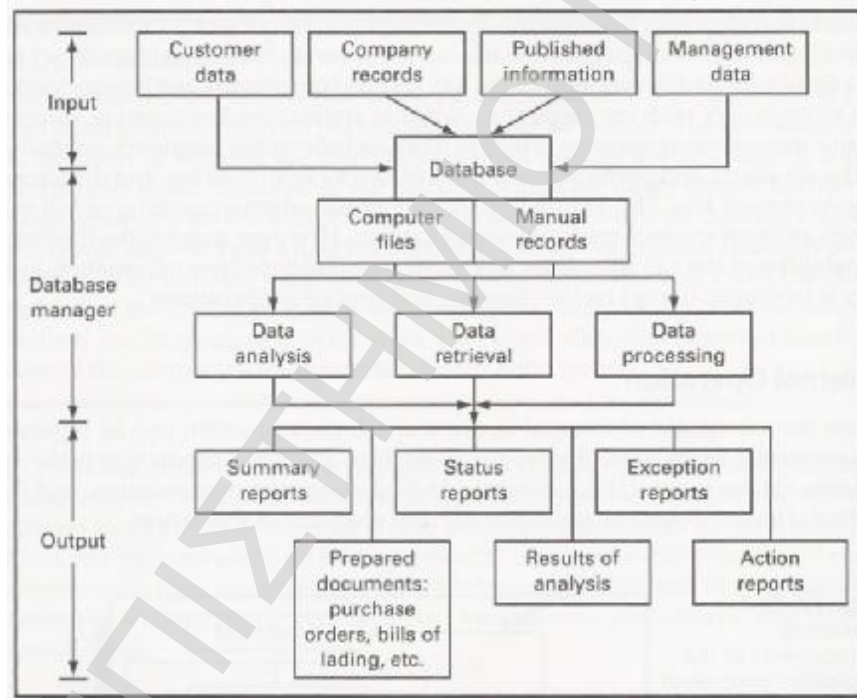 Customer
data
Company
records
Published
information
Management
data
Input
Database
Computer
files
Manual
records
Database
manager
Data
analysis
Data
retrieval
Data
processing
Summary
reports
Status
reports
Exception
reports
Output
Prepared
documents:
purchase
orders, bills of
lading, etc.
Results of
analysis
Action
reports